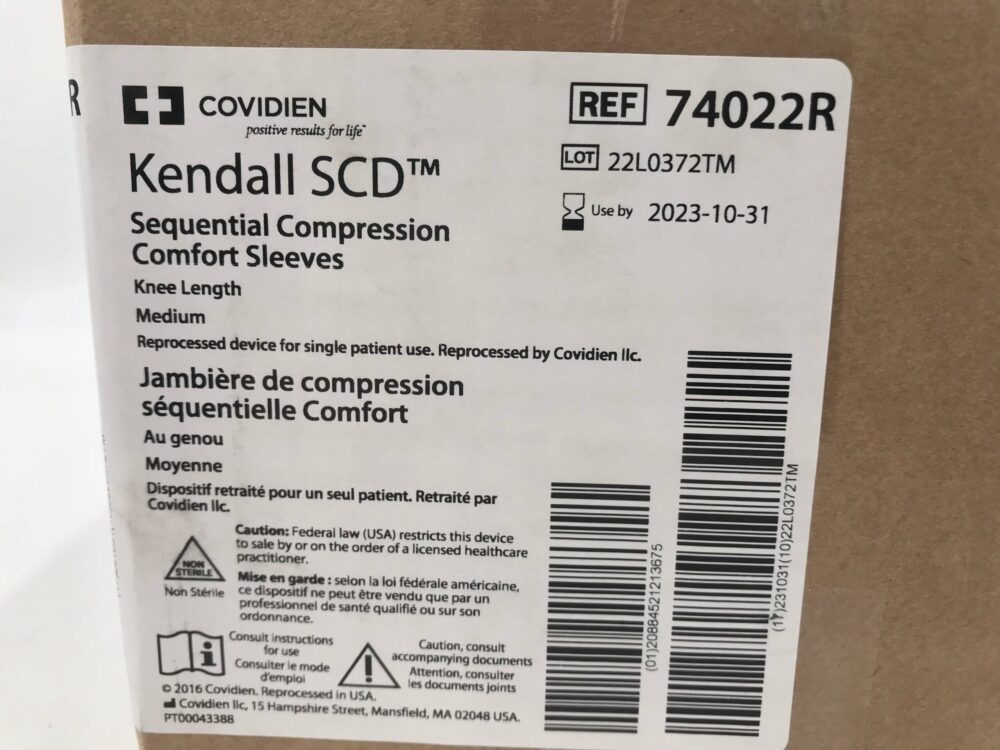 R
COVIDIEN
positive results for life™
Kendall SCD™
Sequential Compression
Comfort Sleeves
Knee Length
Medium
Reprocessed device for single patient use. Reprocessed by Covidien llc.
Jambière de compression
séquentielle Comfort
Au genou
Moyenne
Dispositif retraité pour un seul patient. Retraité par
Covidien llc.
REF 74022R
LOT 22L0372TM
Use by 2023-10-31
NON
STERILE
Non Stérile
Caution: Federal law (USA) restricts this device
to sale by or on the order of a licensed healthcare
practitioner.
Mise en garde : selon la loi fédérale américaine,
ce dispositif ne peut être vendu que par un
professionnel de santé qualifié ou sur son
ordonnance.
i
Consult instructions
for use
Consulter le mode
d'emploi
!
Caution, consult
accompanying documents
Attention, consulter
les documents joints
© 2016 Covidien. Reprocessed in USA.
Covidien llc, 15 Hampshire Street, Mansfield, MA 02048 USA.
PT00043388
(01)20884521213675
(17)231031(10)22L0372TM